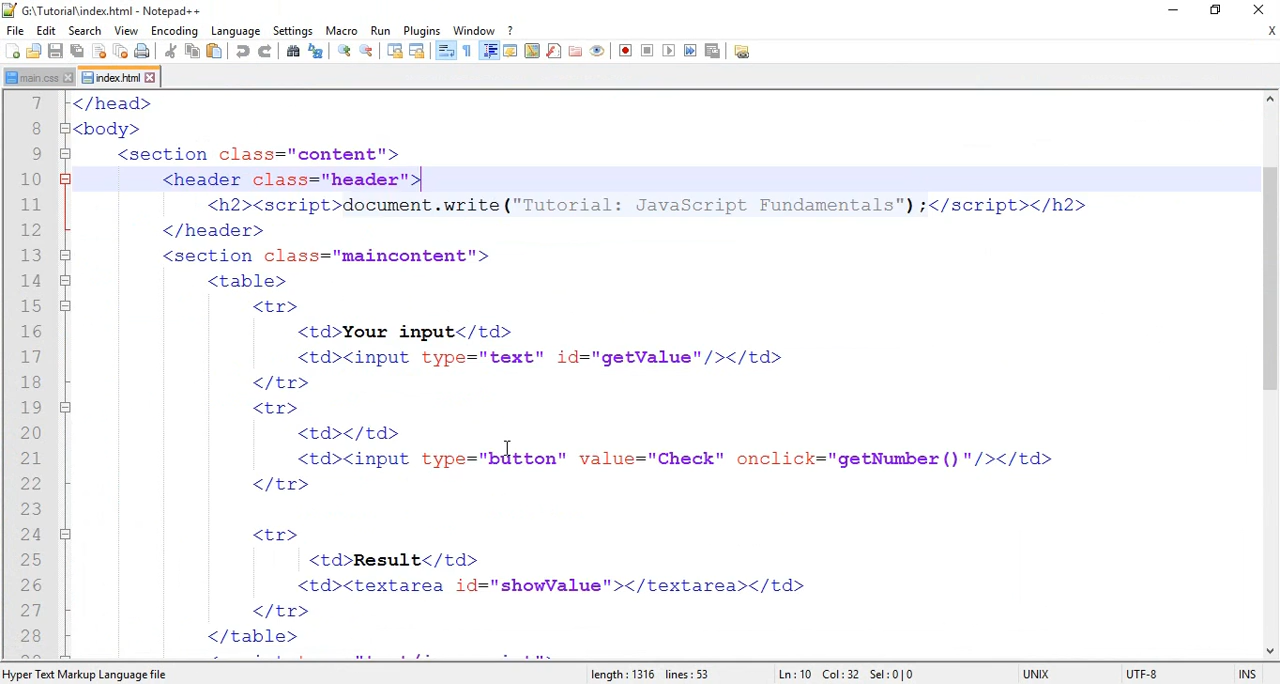 G:\Tutorial\index.html - Notepad++
File Edit Search View Encoding Language Settings Macro Run Plugins Window ? X
main.css index.html
7 </head>
8 <body>
9 <section class="content">
10 <header class="header">
11 <h2><script>document.write("Tutorial: JavaScript Fundamentals");</script></h2>
12 </header>
13 <section class="maincontent">
14 <table>
15 <tr>
16 <td>Your input</td>
17 <td><input type="text" id="getValue"/></td>
18 </tr>
19 <tr>
20 <td></td>
21 <td><input type="button" value="Check" onclick="getNumber()"/></td>
22 </tr>
23
24 <tr>
25 <td>Result</td>
26 <td><textarea id="showValue"></textarea></td>
27 </tr>
28 </table>
Hyper Text Markup Language file length : 1316 lines : 53 Ln : 10 Col : 32 Sel : 0 | 0 UNIX UTF-8 INS